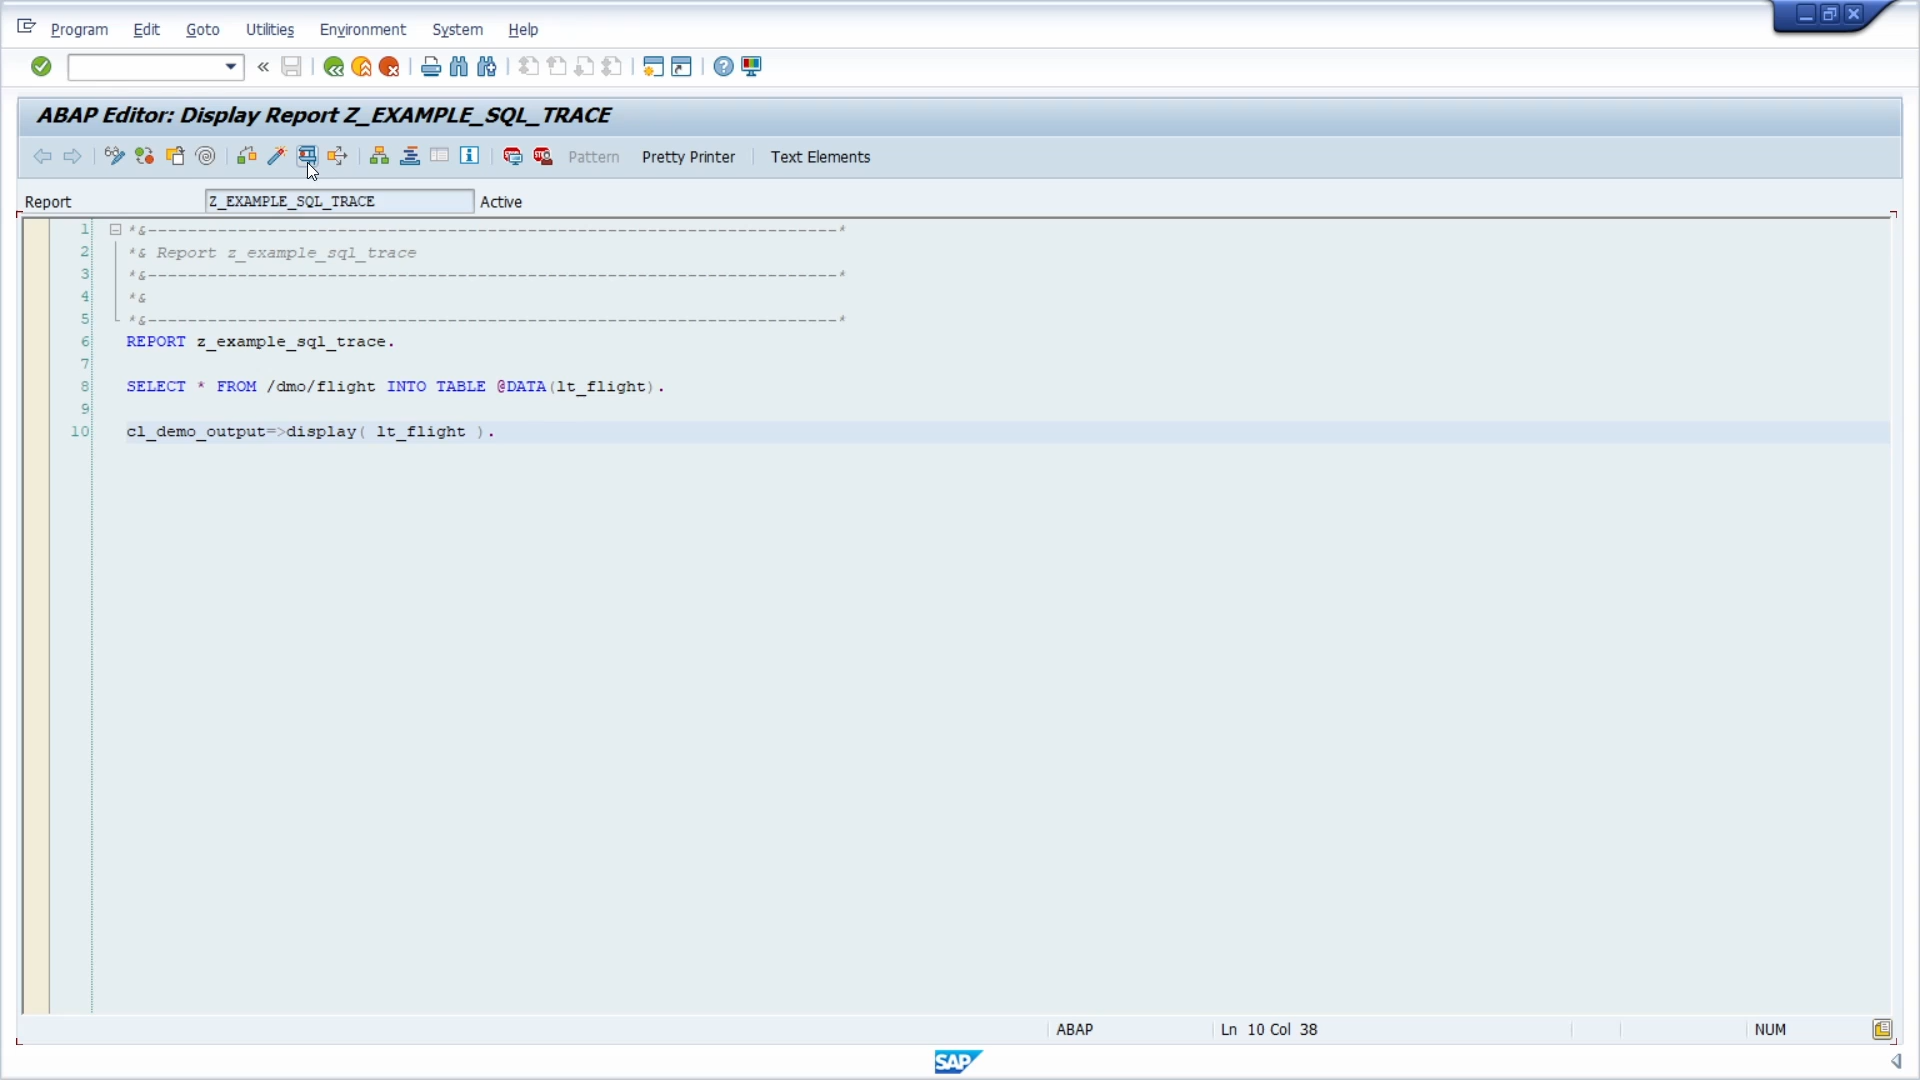 Program Edit Goto Utilities Environment System Help
ABAP Editor: Display Report Z_EXAMPLE_SQL_TRACE
Pattern Pretty Printer Text Elements
Report Z_EXAMPLE_SQL_TRACE Active
1 *&---------------------------------------------------------------------*
2 *& Report z_example_sql_trace
3 *&---------------------------------------------------------------------*
4 *&
5 *&---------------------------------------------------------------------*
6 REPORT z_example_sql_trace.
7
8 SELECT * FROM /dmo/flight INTO TABLE @DATA(lt_flight).
9
10 cl_demo_output=>display( lt_flight ).
ABAP Ln 10 Col 38 NUM
SAP